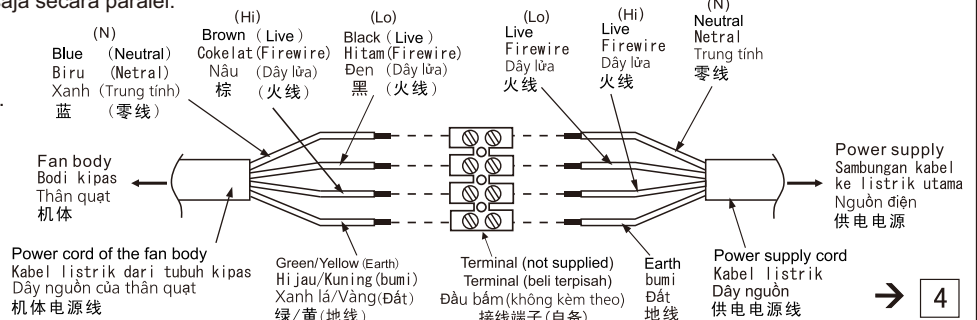 saja secara paralel.
(N)
Blue (Neutral)
Biru (Netral)
Xanh (Trung tính)
蓝 (零线)
(Hi)
Brown (Live)
Cokelat (Firewire)
Nâu (Dây lửa)
棕 (火线)
(Lo)
Black (Live)
Hitam (Firewire)
Đen (Dây lửa)
黑 (火线)
(Lo)
Live
Firewire
Dây lửa
火线
(Hi)
Live
Firewire
Dây lửa
火线
(N)
Neutral
Netral
Trung tính
零线
Fan body
Bodi kipas
Thân quạt
机体
Power supply
Sambungan kabel
ke listrik utama
Nguồn điện
供电电源
Power cord of the fan body
Kabel listrik dari tubuh kipas
Dây nguồn của thân quạt
机体电源线
Green/Yellow (Earth)
Hijau/Kuning (bumi)
Xanh lá/Vàng (Đất)
绿/黄(地线)
Terminal (not supplied)
Terminal (beli terpisah)
Đầu bấm (không kèm theo)
接线端子(自备)
Earth
bumi
Đất
地线
Power supply cord
Kabel listrik
Dây nguồn
供电电源线
4